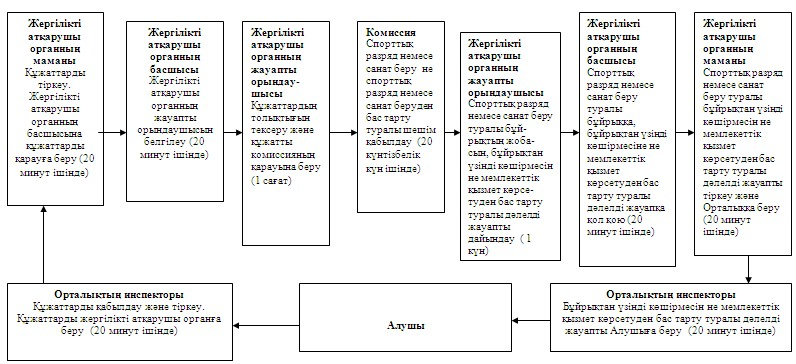 Жергілікті
атқарушы
органның
маманы
Құжаттарды
тіркеу.
Жергілікті
атқарушы
органның
басшысына
құжаттарды
қарауға беру (20
минут ішінде)
Жергілікті
атқарушы
органның
басшысы
Жергілікті
атқарушы
органның
жауапты
орындаушысын
белгілеу (20
минут ішінде)
Жергілікті
атқарушы
органның
жауапты
орындау-
шысы
Құжаттардың
толықтығын
тексеру және
құжатты
комиссияның
қарауына беру
(1 сағат)
Комиссия
Спорттық
разряд немесе
санат беру не
спорттық
разряд немесе
санат беруден
бас тарту
туралы шешім
қабылдау (20
күнтізбелік
күн ішінде)
Жергілікті
атқарушы
органның
жауапты
орындаушысы
Спорттық разряд
немесе санат беру
туралы бұй-
рықтың жоба-
сын, бұйрықтан
үзінді көшірмесін
не мемлекеттік
қызмет көрсе-
туден бас тарту
туралы дәлелді
жауапты
дайындау ( 1
күн)
Жергілікті
атқарушы
органның
басшысы
Спорттық
разряд немесе
санат беру
туралы
бұйрыққа,
бұйрықтан үзінді
көшірмесіне не
мемлекеттік
қызмет
көрсетуден бас
тарту туралы
дәлелді жауапқа
қол қою (20
минут ішінде)
Жергілікті
атқарушы
органның
маманы
Спорттық разряд
немесе санат
беру туралы
бұйрықтан үзінді
көшірмесін не
мемлекеттік
қызмет
көрсетуден бас
тарту туралы
дәлелді жауапты
тіркеу және
Орталыққа беру
(20 минут
ішінде)
Орталықтың инспекторы
Құжаттарды қабылдау және тіркеу.
Құжаттарды жергілікті атқарушы органға
беру (20 минут ішінде)
Алушы
Орталықтың инспекторы
Бұйрықтан үзінді көшірмесін не мемлекеттік
қызмет көрсетуден бас тарту туралы дәлелді
жауапты Алушыға беру (20 минут ішінде)